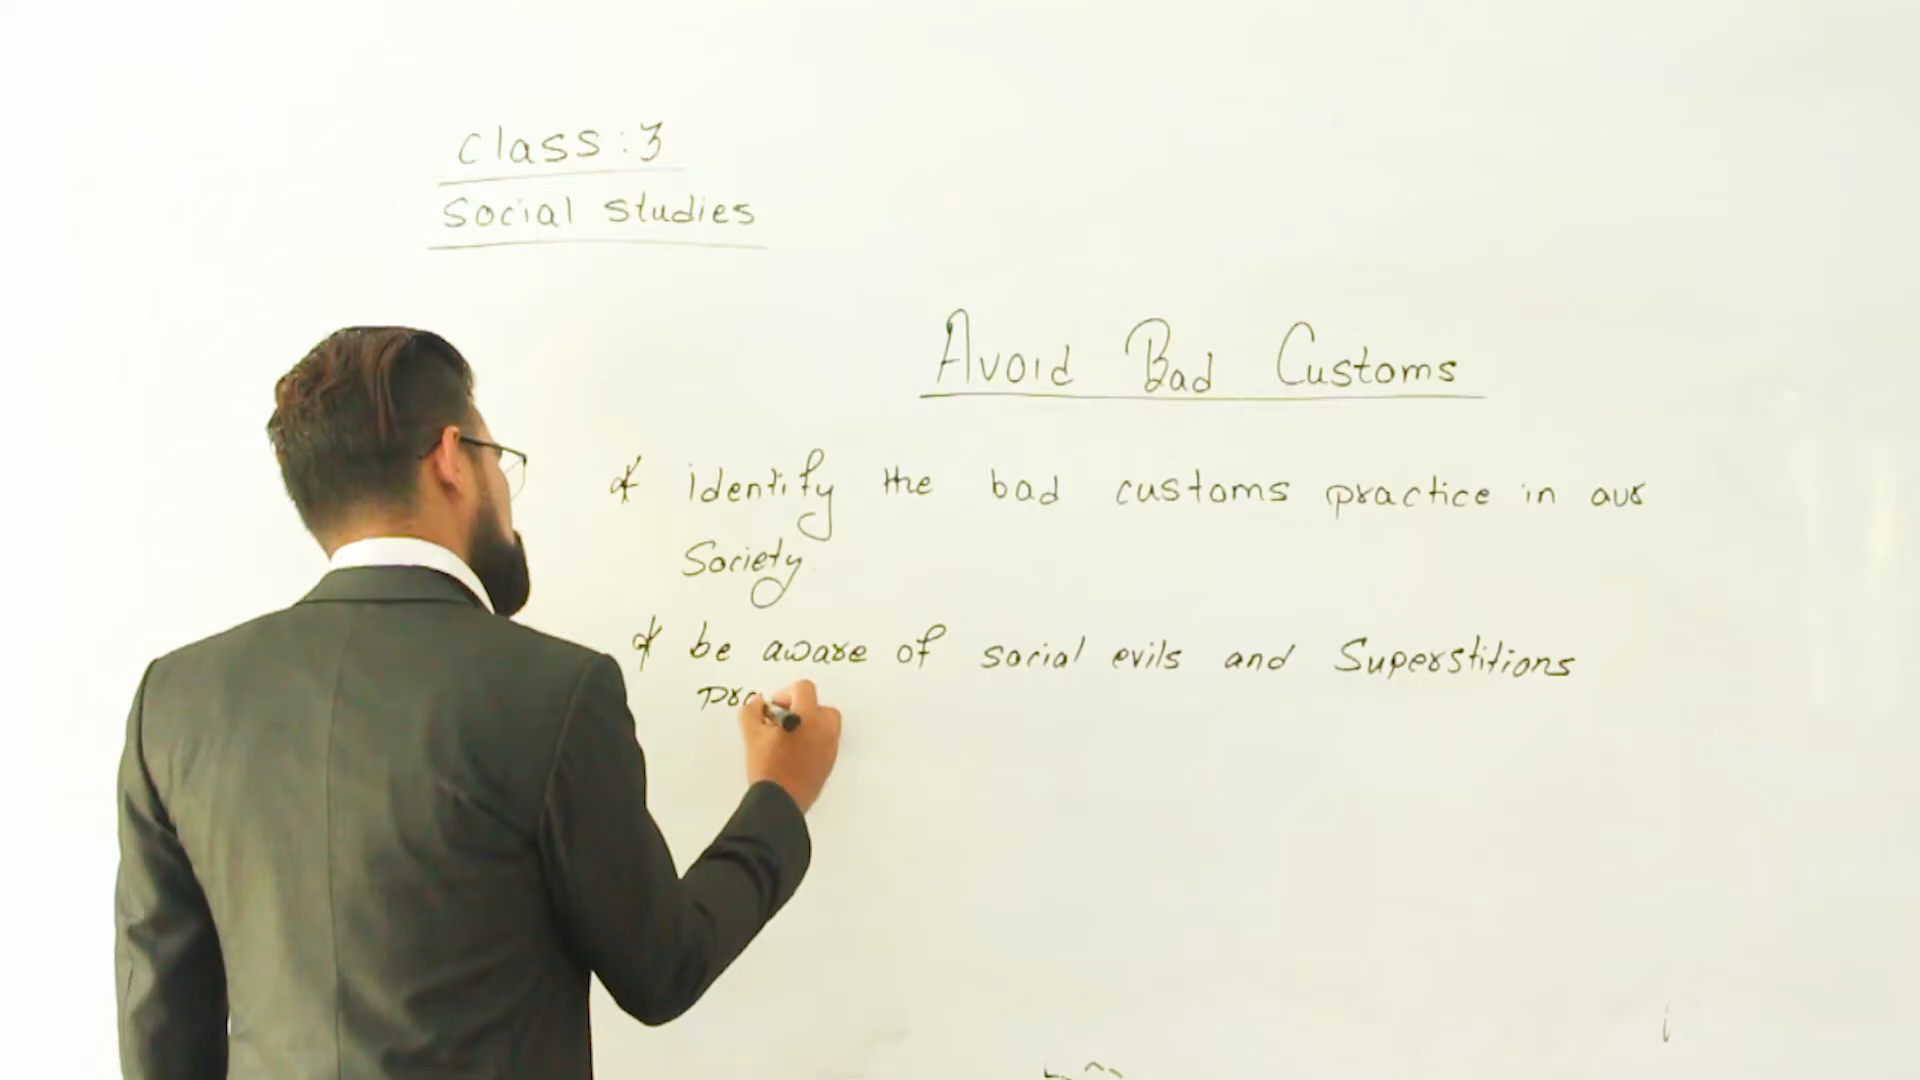 Class : 3
Social studies
Avoid Bad Customs
* identify the bad customs practice in our
Society
* be aware of social evils and Superstitions